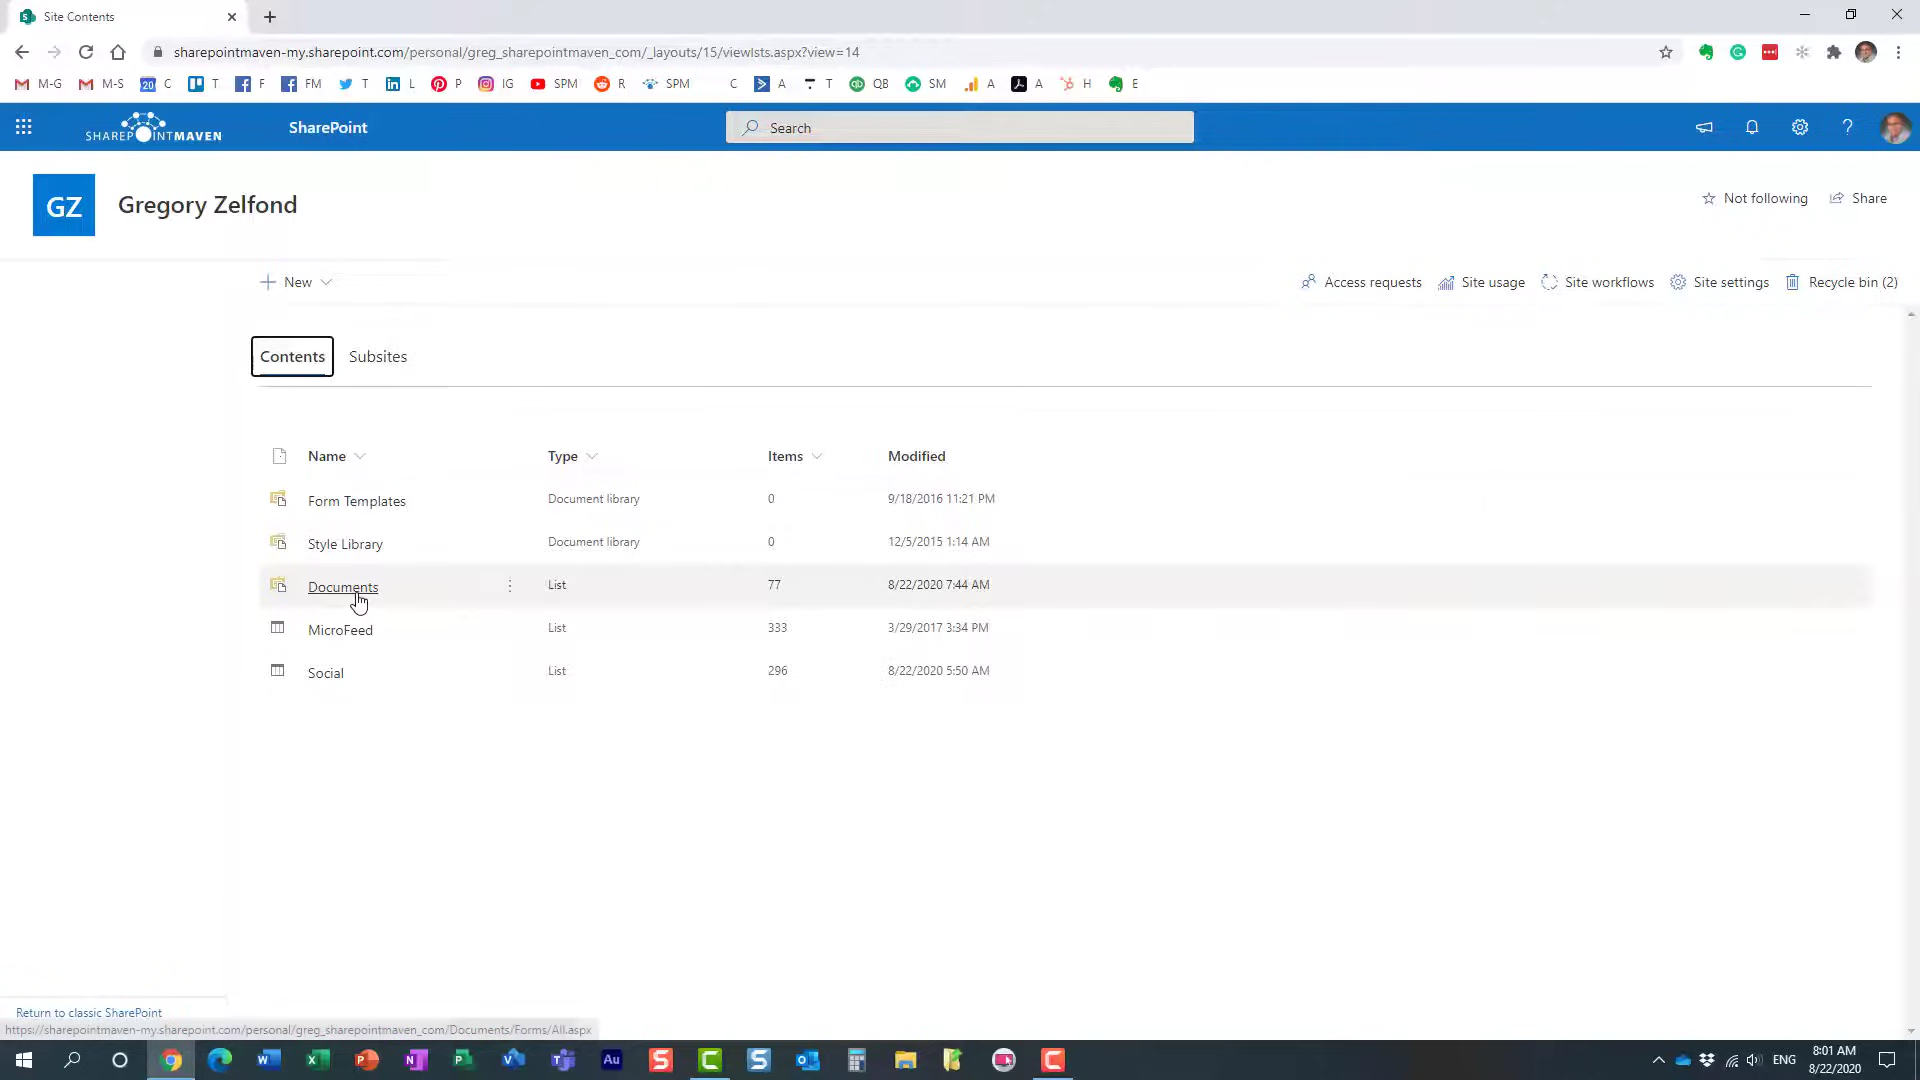 Site Contents
sharepointmaven-my.sharepoint.com/personal/greg_sharepointmaven_com/_layouts/15/viewlsts.aspx?view=14
M-G M-S 20 C T F FM T L P IG SPM R SPM C A T QB SM A A H E
SHAREPOINTMAVEN SharePoint Search
GZ Gregory Zelfond
Not following Share
New
Access requests Site usage Site workflows Site settings Recycle bin (2)
Contents Subsites
Name Type Items Modified
Form Templates Document library 0 9/18/2016 11:21 PM
Style Library Document library 0 12/5/2015 1:14 AM
Documents List 77 8/22/2020 7:44 AM
MicroFeed List 333 3/29/2017 3:34 PM
Social List 296 8/22/2020 5:50 AM
Return to classic SharePoint
https://sharepointmaven-my.sharepoint.com/personal/greg_sharepointmaven_com/Documents/Forms/All.aspx
Au ENG 8:01 AM
8/22/2020